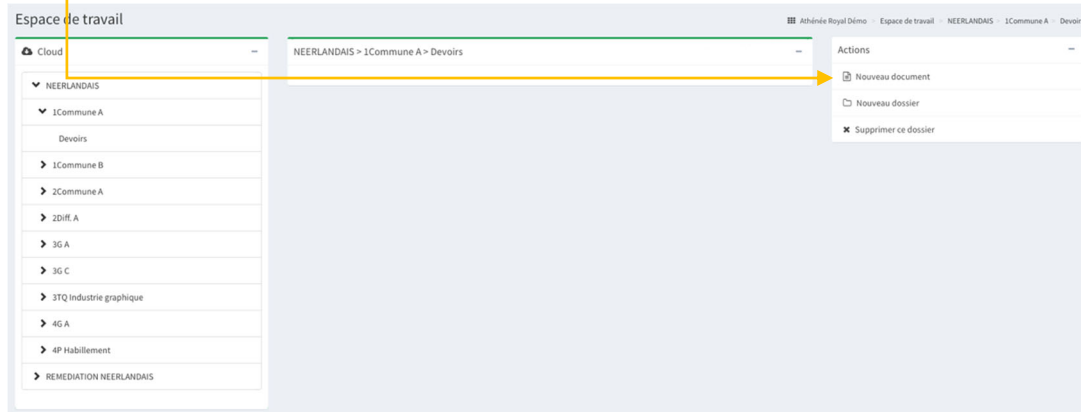 Espace de travail
Athénée Royal Démo > Espace de travail > NEERLANDAIS > 1Commune A > Devoirs
Cloud
NEERLANDAIS
1Commune A
Devoirs
1Commune B
2Commune A
2Diff. A
3G A
3G C
3TQ Industrie graphique
4G A
4P Habillement
REMEDIATION NEERLANDAIS
NEERLANDAIS > 1Commune A > Devoirs
Actions
Nouveau document
Nouveau dossier
Supprimer ce dossier